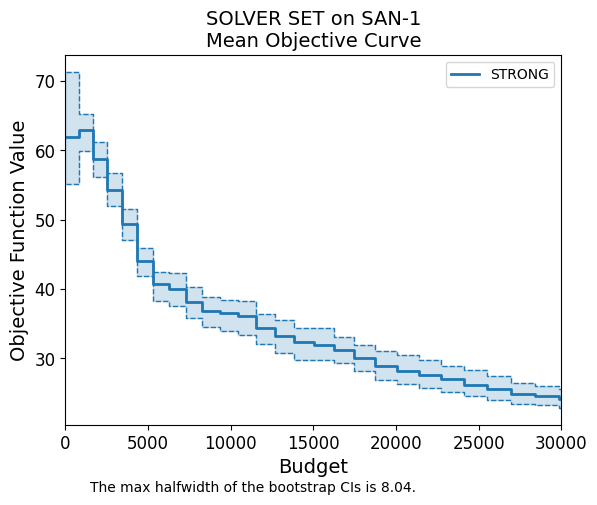 SOLVER SET on SAN-1
Mean Objective Curve
STRONG
Objective Function Value
70
60
50
40
30
0 5000 10000 15000 20000 25000 30000
Budget
The max halfwidth of the bootstrap CIs is 8.04.